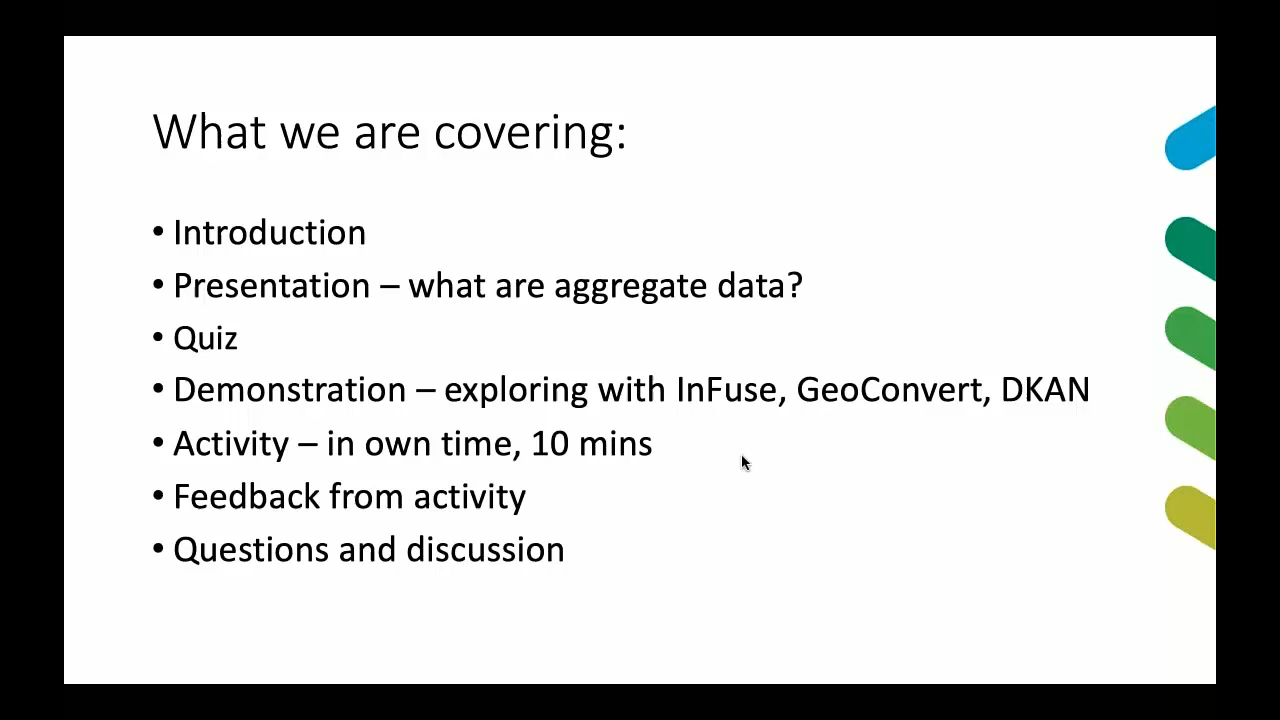 What we are covering:
• Introduction
• Presentation – what are aggregate data?
• Quiz
• Demonstration – exploring with InFuse, GeoConvert, DKAN
• Activity – in own time, 10 mins
• Feedback from activity
• Questions and discussion